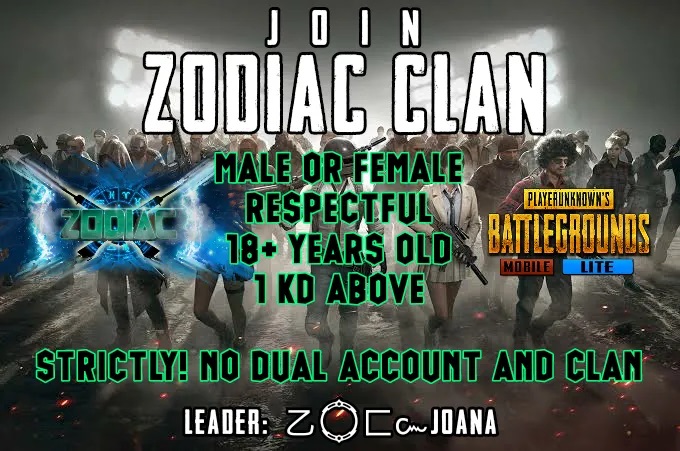 JOIN
ZODIAC CLAN
MALE OR FEMALE
RESPECTFUL
18+ YEARS OLD
1 KD ABOVE
ZODIAC
PLAYERUNKNOWN'S
BATTLEGROUNDS
MOBILE LITE
STRICTLY! NO DUAL ACCOUNT AND CLAN
LEADER: JOANA